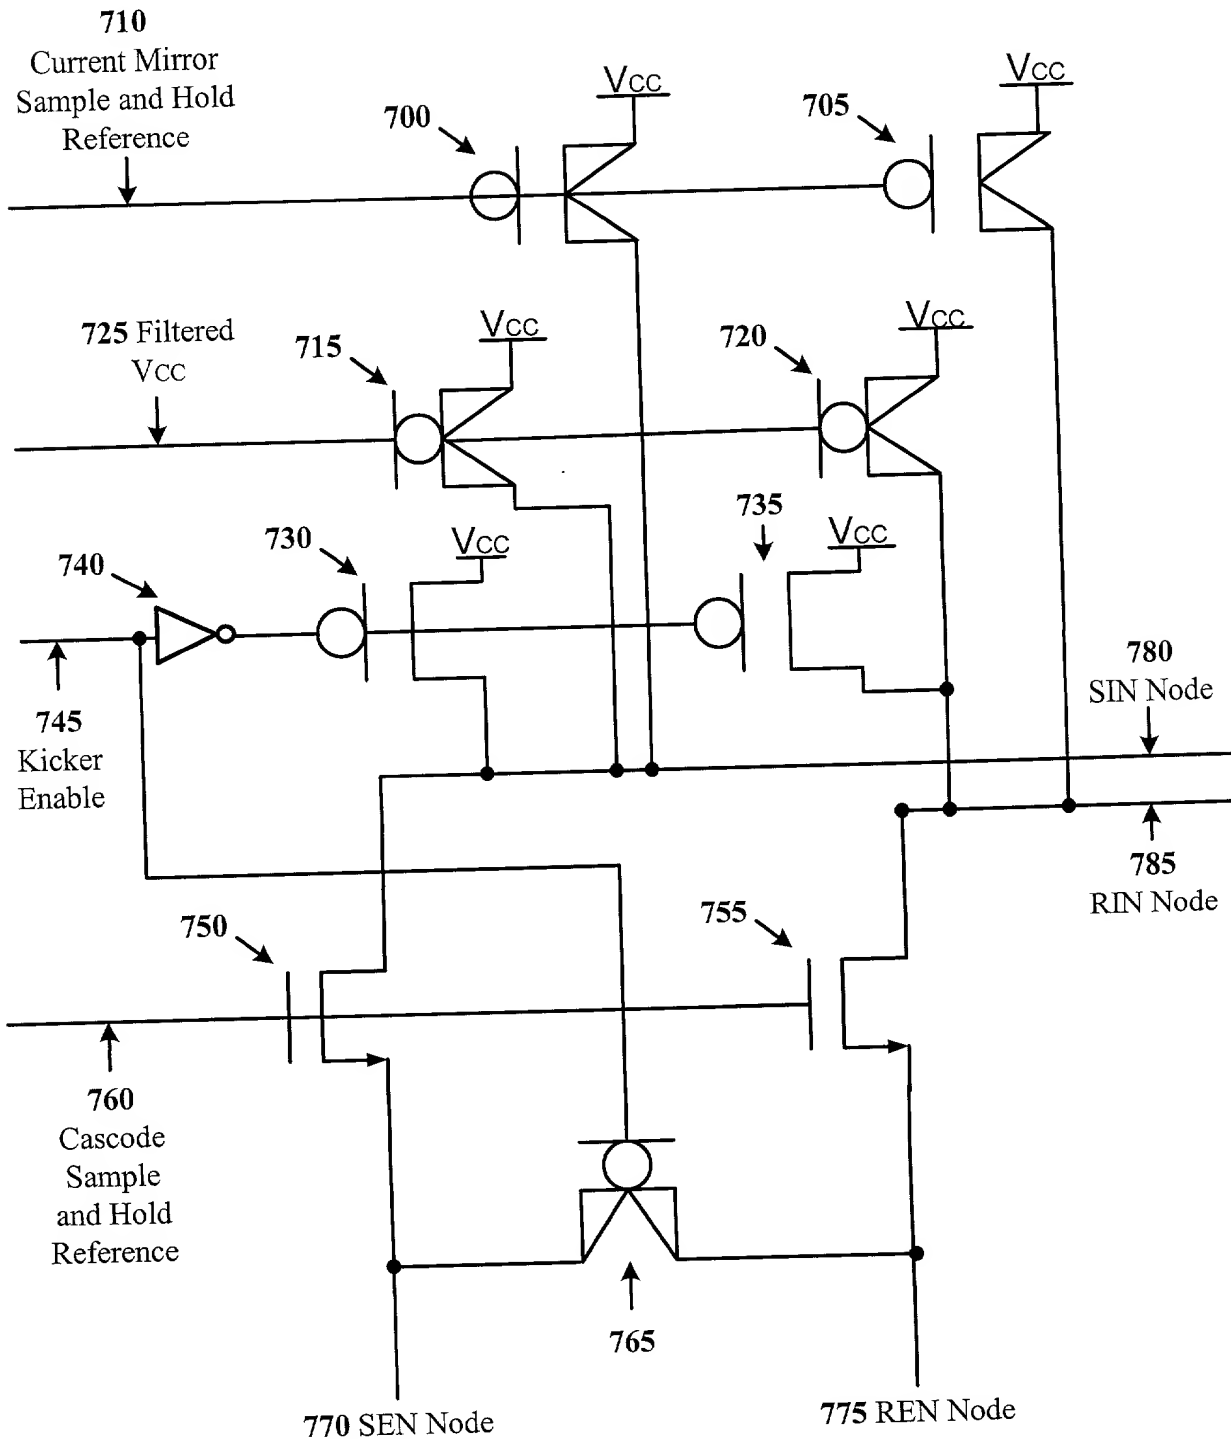 710
Current Mirror
Sample and Hold
Reference
700
VCC
705
VCC
725 Filtered
VCC
715
VCC
720
VCC
740
730
VCC
735
VCC
745
Kicker
Enable
780
SIN Node
785
RIN Node
750
755
760
Cascode
Sample
and Hold
Reference
765
770 SEN Node
775 REN Node